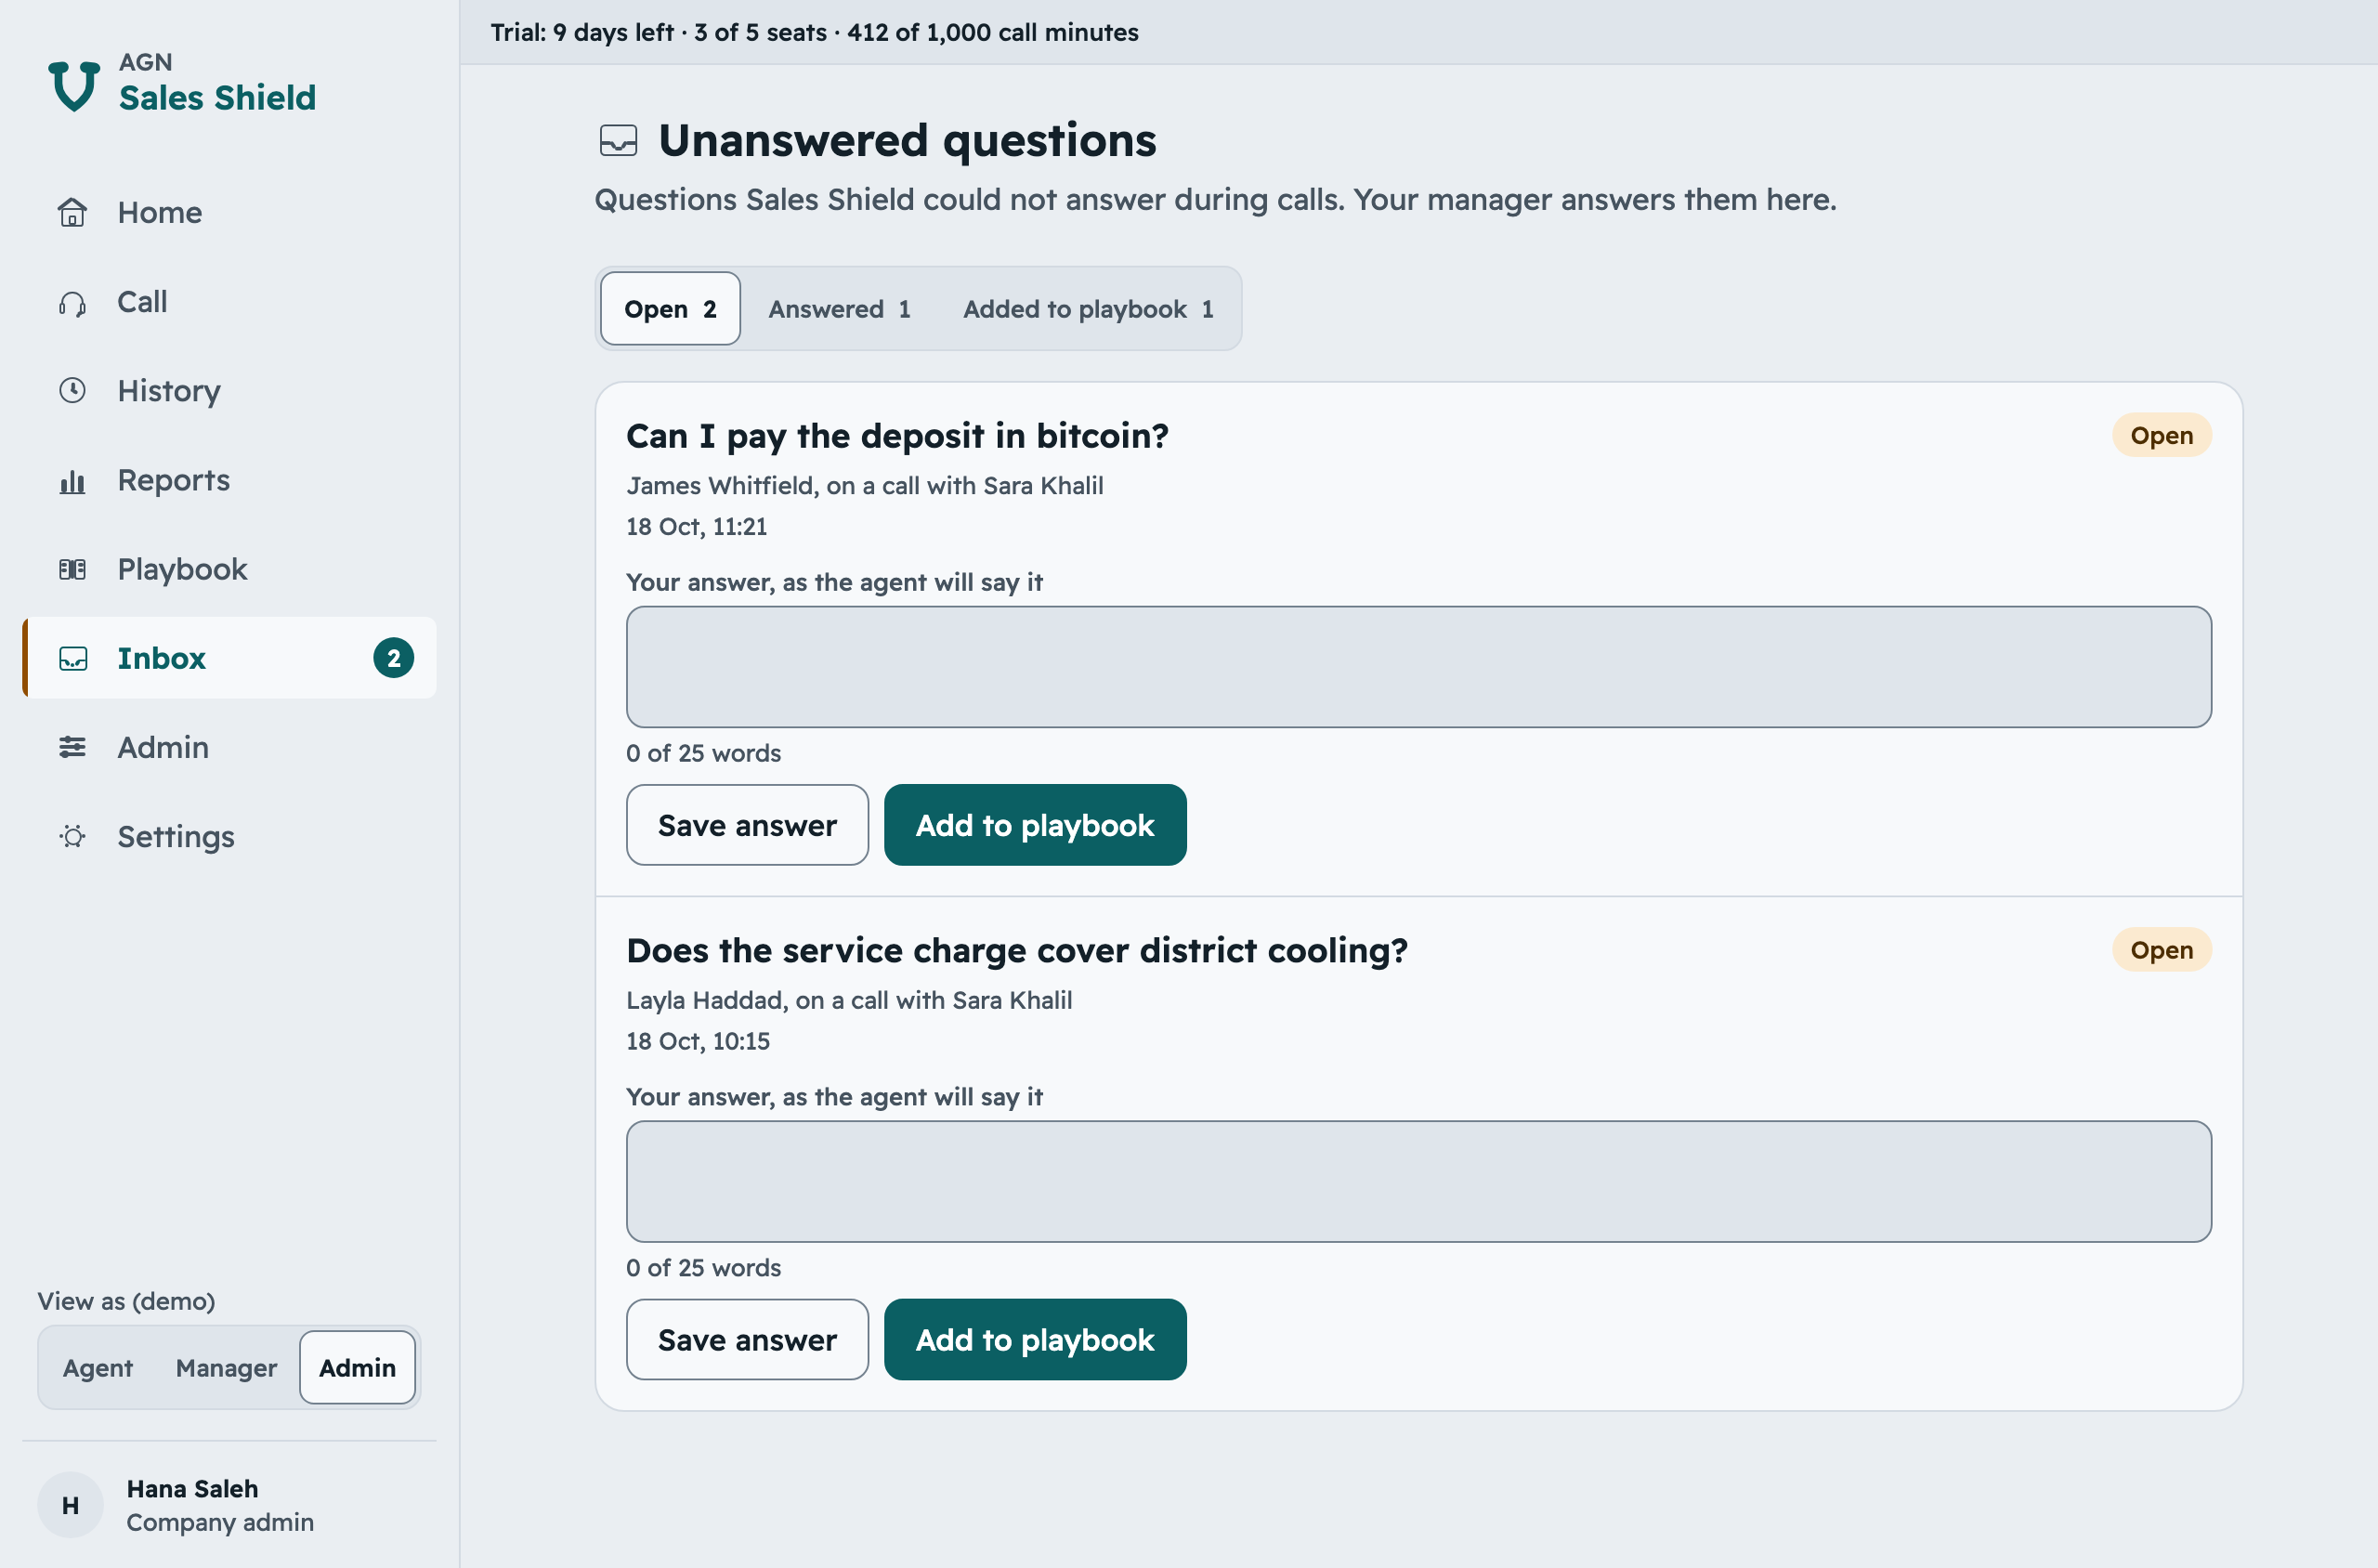 AGN
Sales Shield
Home
Call
History
Reports
Playbook
Inbox 2
Admin
Settings
View as (demo)
Agent Manager Admin
H
Hana Saleh
Company admin
Trial: 9 days left · 3 of 5 seats · 412 of 1,000 call minutes
Unanswered questions
Questions Sales Shield could not answer during calls. Your manager answers them here.
Open 2 Answered 1 Added to playbook 1
Can I pay the deposit in bitcoin? Open
James Whitfield, on a call with Sara Khalil
18 Oct, 11:21
Your answer, as the agent will say it
0 of 25 words
Save answer Add to playbook
Does the service charge cover district cooling? Open
Layla Haddad, on a call with Sara Khalil
18 Oct, 10:15
Your answer, as the agent will say it
0 of 25 words
Save answer Add to playbook